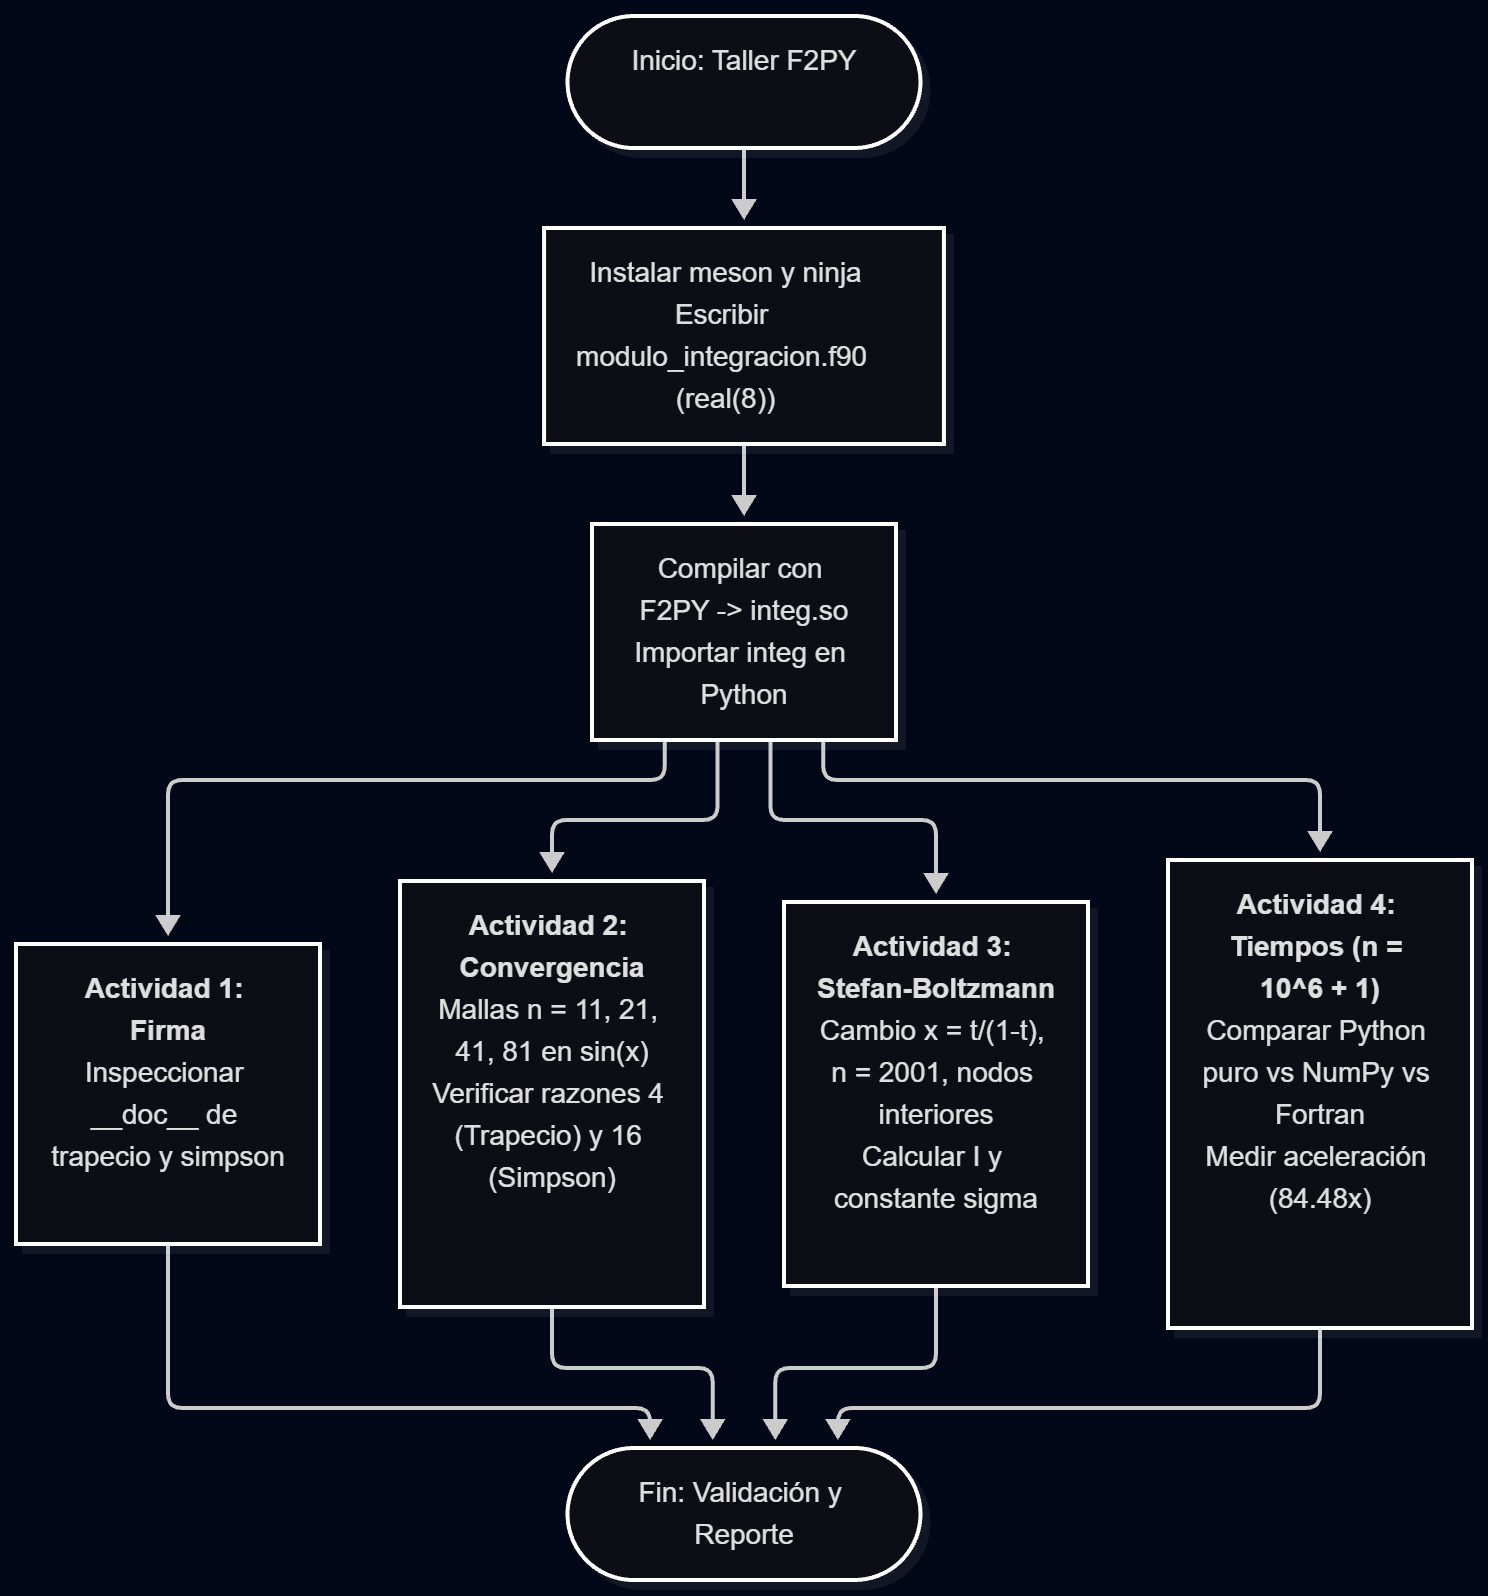 Inicio: Taller F2PY
Instalar meson y ninja
Escribir
modulo_integracion.f90
(real(8))
Compilar con
F2PY -> integ.so
Importar integ en
Python
Actividad 1:
Firma
Inspeccionar
__doc__ de
trapecio y simpson
Actividad 2:
Convergencia
Mallas n = 11, 21,
41, 81 en sin(x)
Verificar razones 4
(Trapecio) y 16
(Simpson)
Actividad 3:
Stefan-Boltzmann
Cambio x = t/(1-t),
n = 2001, nodos
interiores
Calcular I y
constante sigma
Actividad 4:
Tiempos (n =
10^6 + 1)
Comparar Python
puro vs NumPy vs
Fortran
Medir aceleración
(84.48x)
Fin: Validación y
Reporte